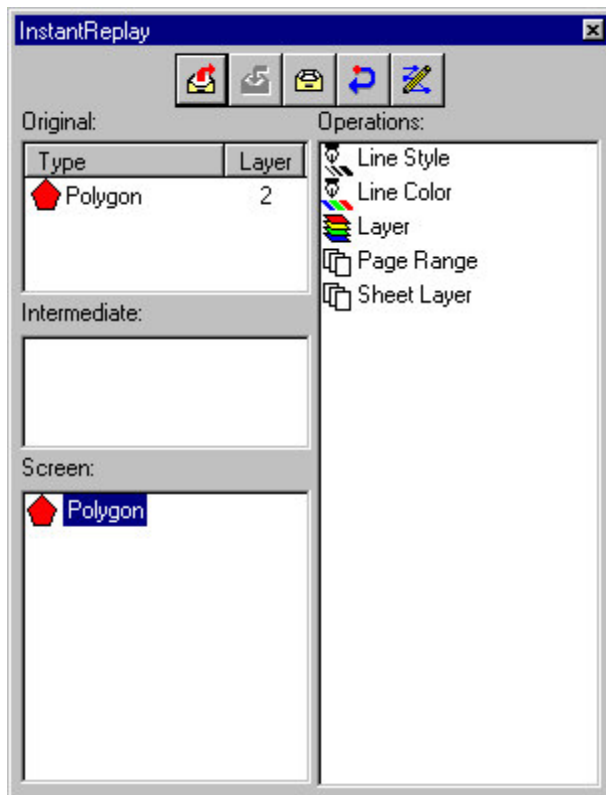 InstantReplay
Original:
Type Layer
Polygon 2
Intermediate:
Screen:
Polygon
Operations:
Line Style
Line Color
Layer
Page Range
Sheet Layer